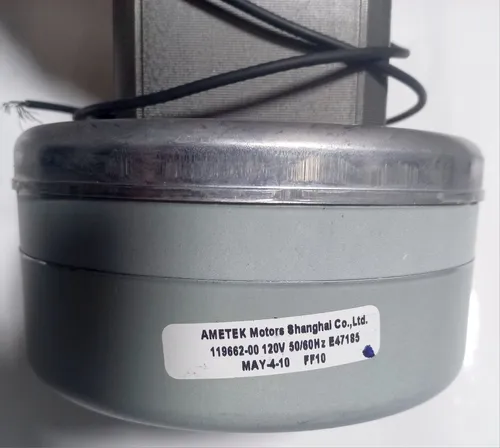 AMETEK Motors Shanghai Co.,Ltd.
119662-00 120V 50/60Hz E47185
MAY-4-10 FF10